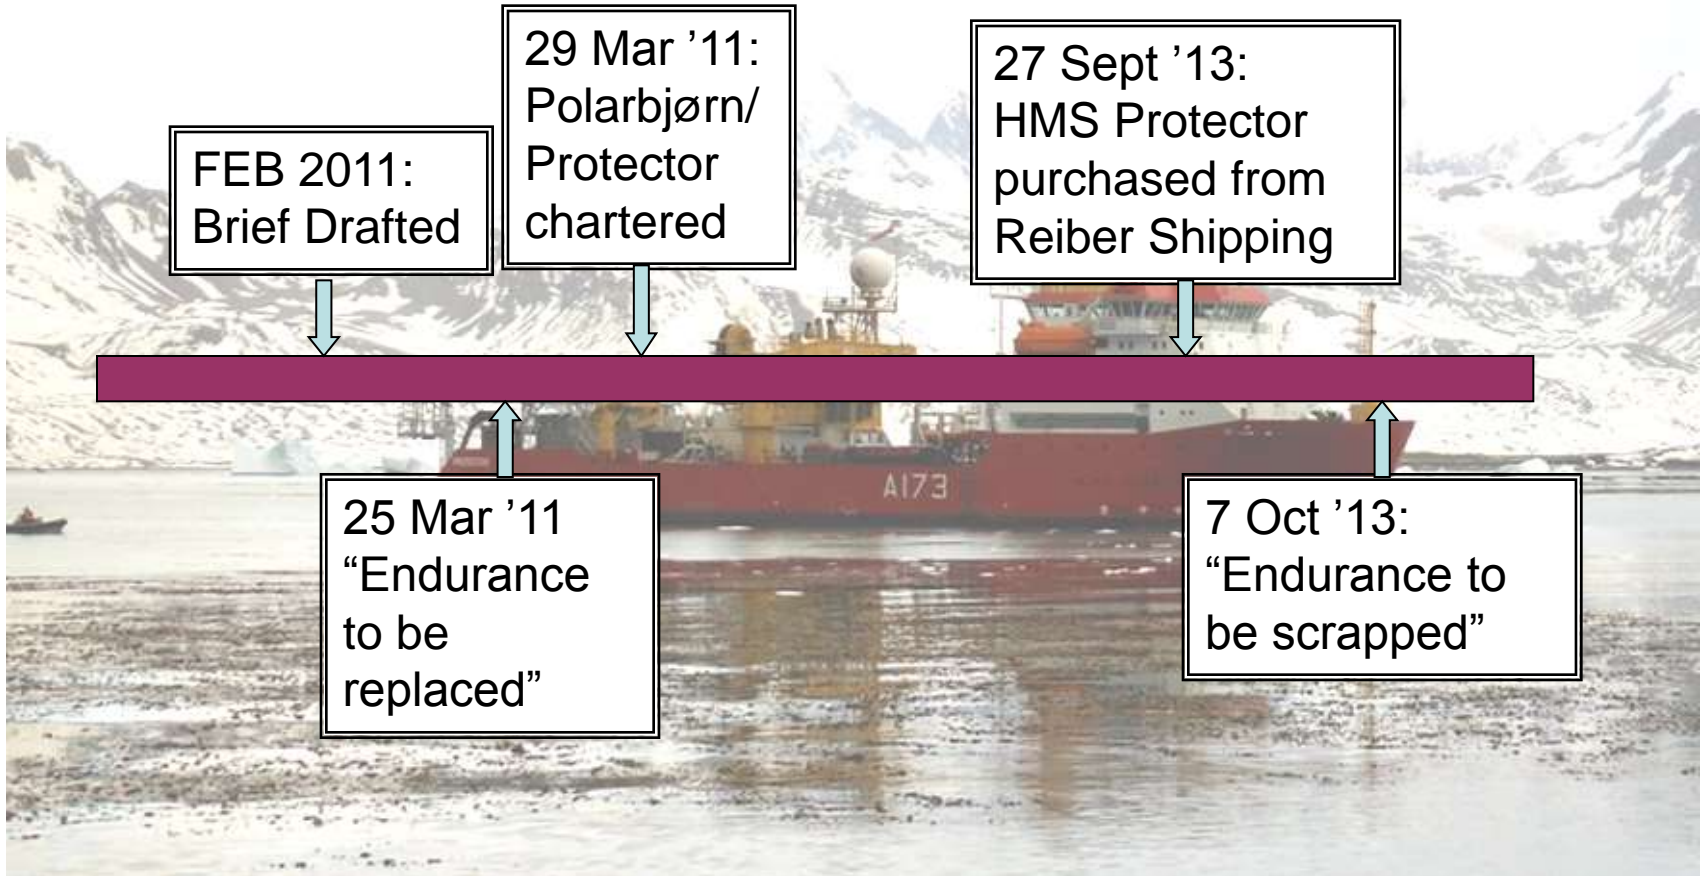 FEB 2011:
Brief Drafted
29 Mar ’11:
Polarbjørn/
Protector
chartered
27 Sept ’13:
HMS Protector
purchased from
Reiber Shipping
25 Mar ’11
“Endurance
to be
replaced”
7 Oct ’13:
“Endurance to
be scrapped”
A173